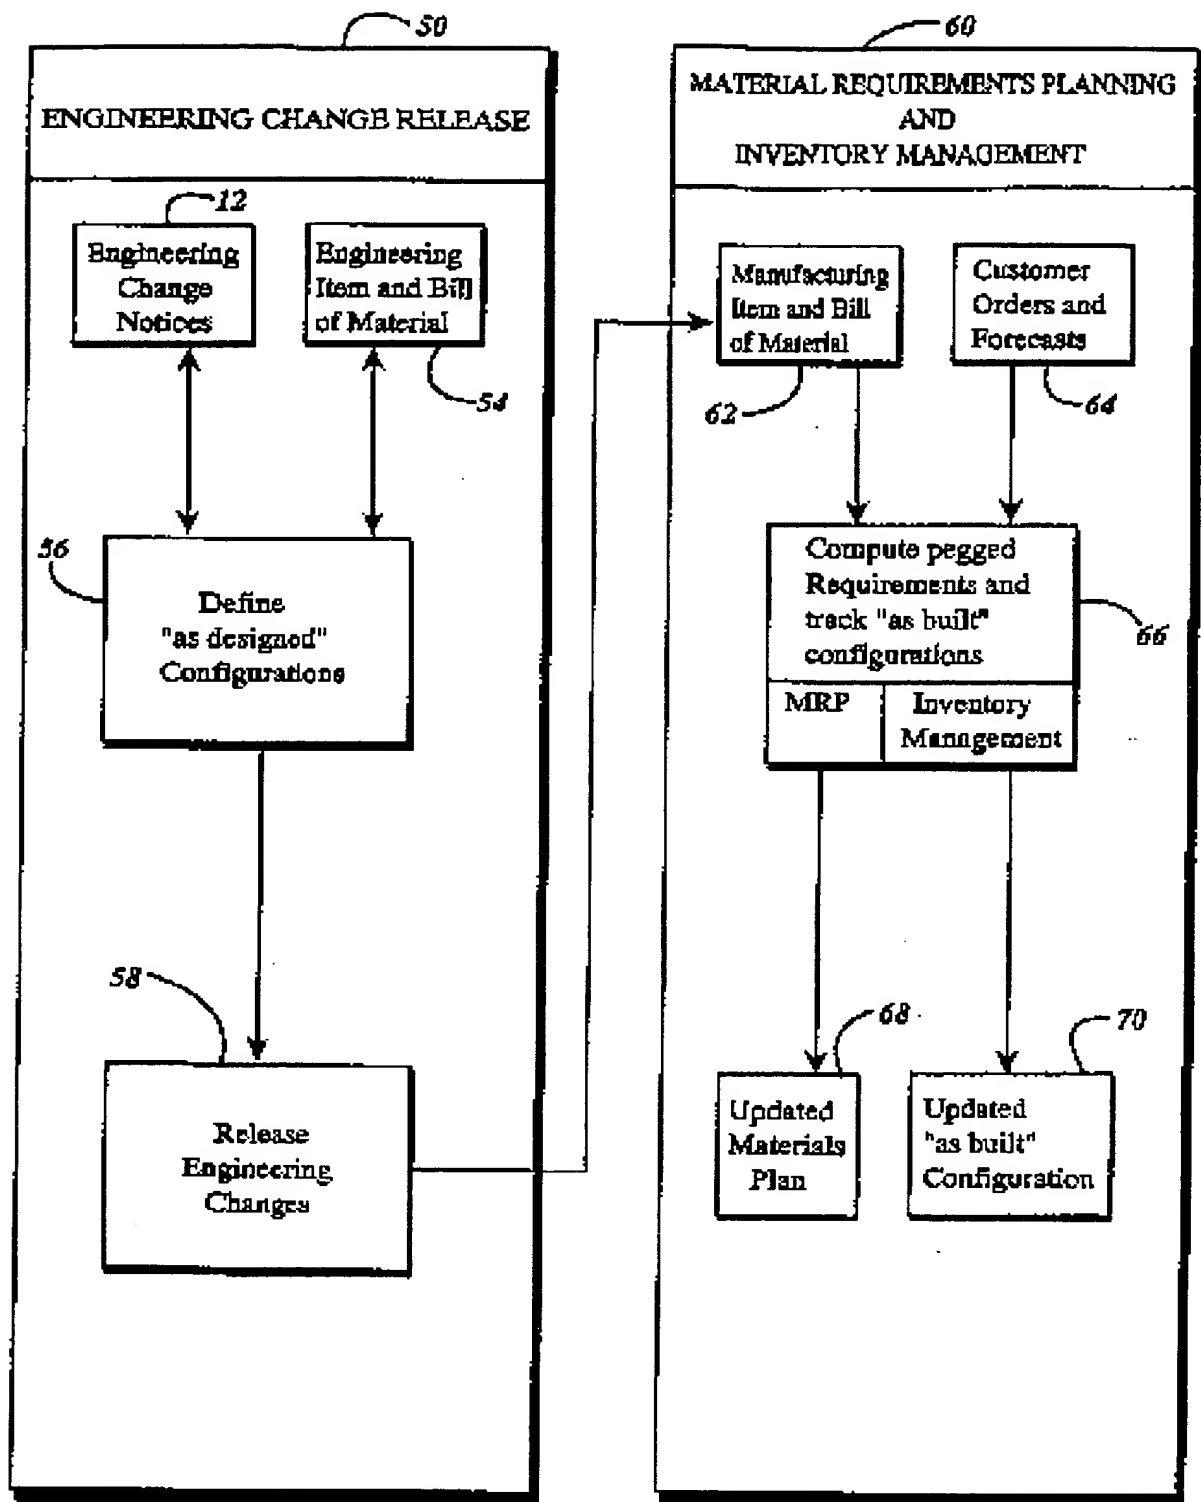 50
ENGINEERING CHANGE RELEASE
12
Engineering
Change
Notices
Engineering
Item and Bill
of Material
54
56
Define
"as designed"
Configurations
58
Release
Engineering
Changes
60
MATERIAL REQUIREMENTS PLANNING
AND
INVENTORY MANAGEMENT
Manufacturing
Item and Bill
of Material
62
Customer
Orders and
Forecasts
64
Compute pegged
Requirements and
track "as built"
configurations
66
MRP
Inventory
Management
68
Updated
Materials
Plan
70
Updated
"as built"
Configuration